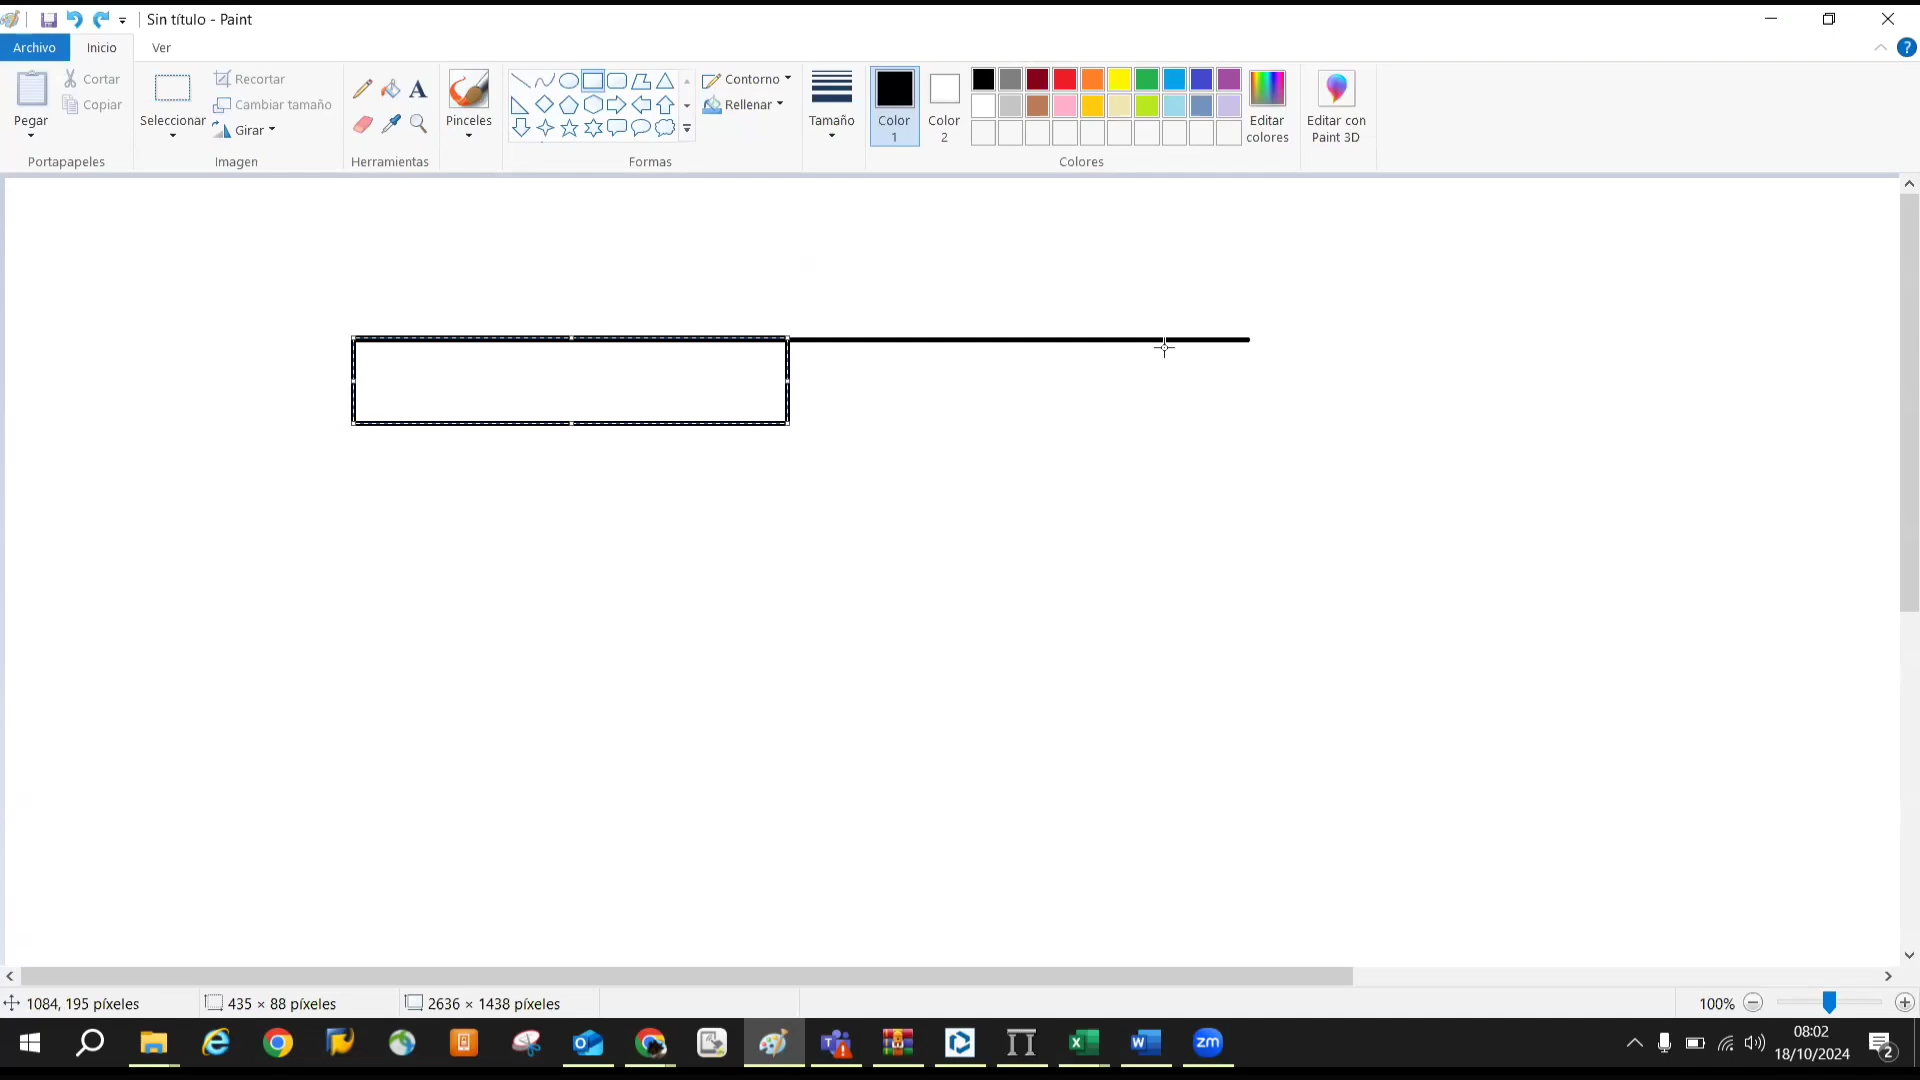 Sin título - Paint
Archivo
Inicio
Ver
Pegar
Cortar
Copiar
Portapapeles
Seleccionar
Recortar
Cambiar tamaño
Girar
Imagen
A
Herramientas
Pinceles
Contorno
Rellenar
Formas
Tamaño
Color
1
Color
2
Editar
colores
Colores
Editar con
Paint 3D
?
1084, 195 píxeles
435 × 88 píxeles
2636 × 1438 píxeles
100%
zm
08:02
18/10/2024
2